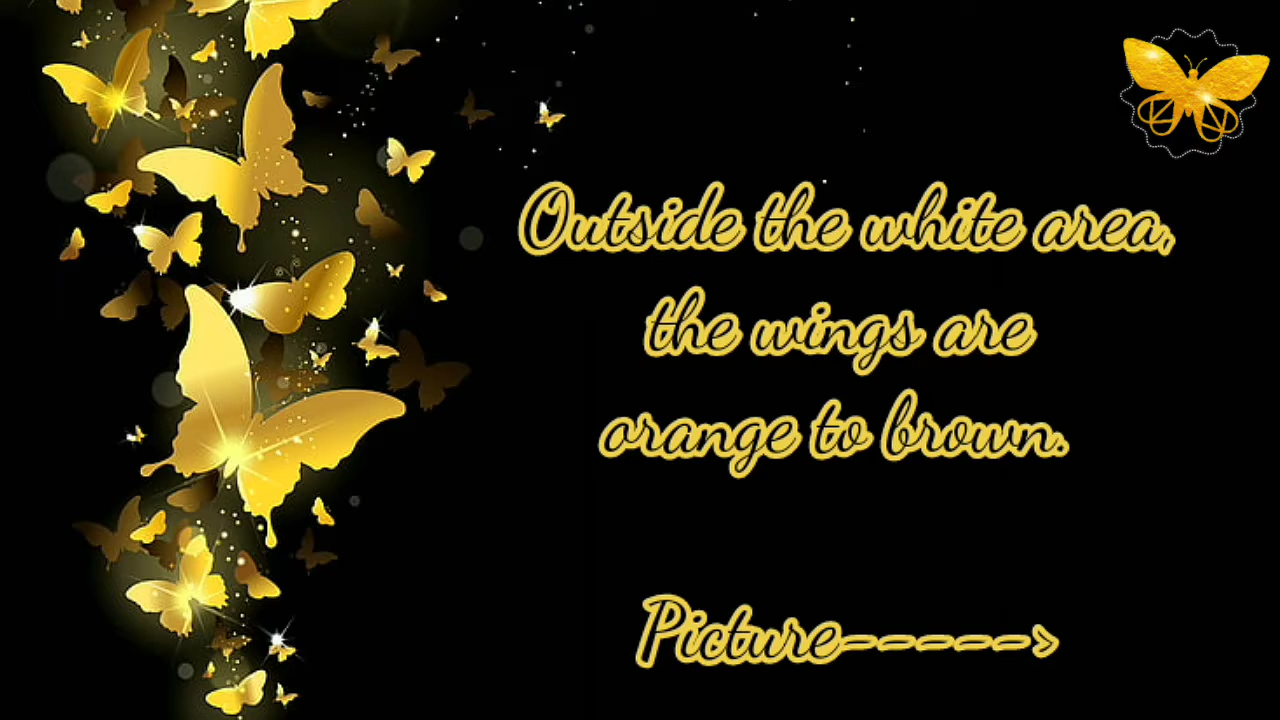 Outside the white area,
the wings are
orange to brown.
Picture----->